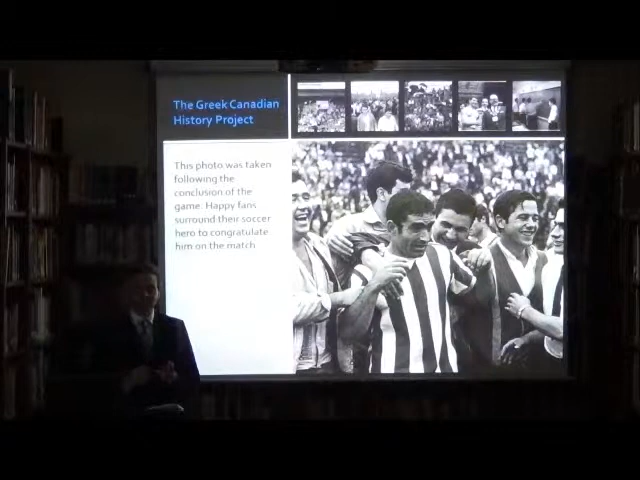 The Greek Canadian
History Project
This photo was taken
following the
conclusion of the
game. Happy fans
surround their soccer
hero to congratulate
him on the match